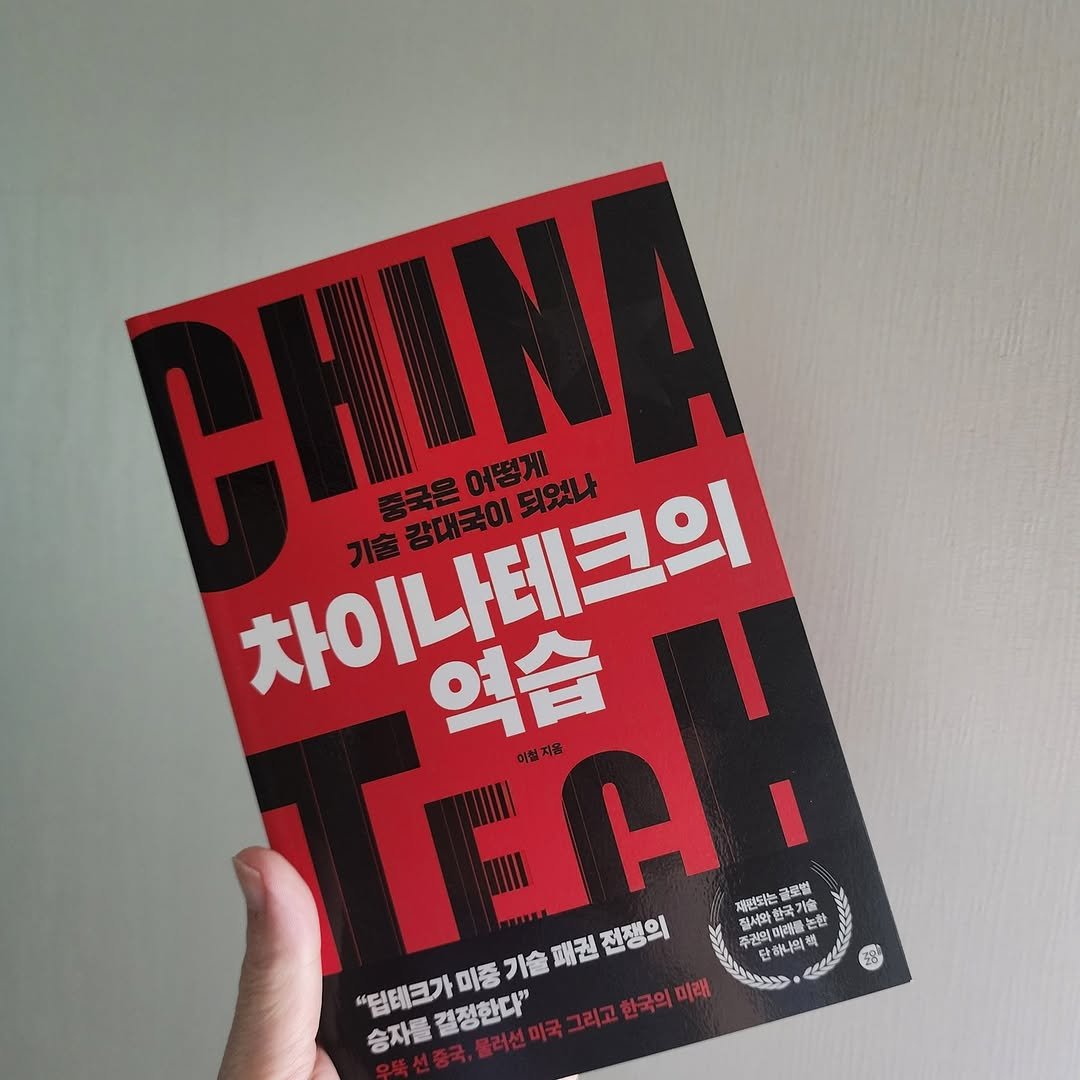 CHINA
중국은 어떻게
기술 강대국이 되었나
차이나테크의
역습
이철 지음
TECH
재편되는 글로벌
질서와 한국 기술
주권의 미래를 논한
단 하나의 책
“딥테크가 미중 기술 패권 전쟁의
승자를 결정한다”
우뚝 선 중국, 물러선 미국 그리고 한국의 미래